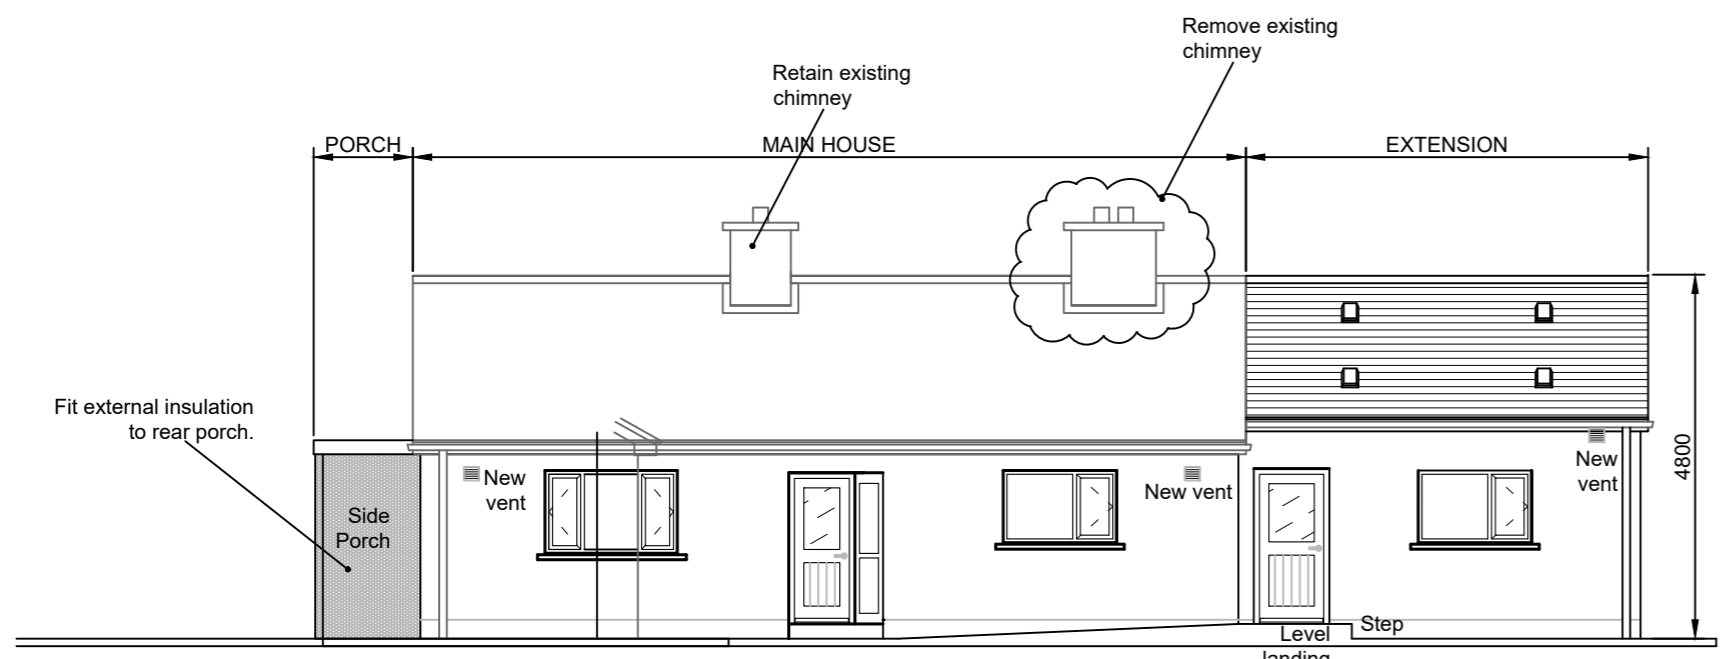 Remove existing
chimney
Retain existing
chimney
PORCH
MAIN HOUSE
EXTENSION
Fit external insulation
to rear porch.
4800
New
vent
New vent
New
vent
Side
Porch
Step
Level
landing